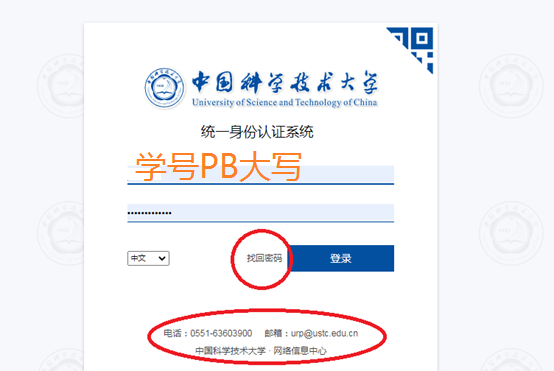 中国科学技术大学
University of Science and Technology of China
统一身份认证系统
学号PB大写
•••••••••••••
中文 找回密码 登录
电话：0551-63603900 邮箱：urp@ustc.edu.cn
中国科学技术大学 · 网络信息中心